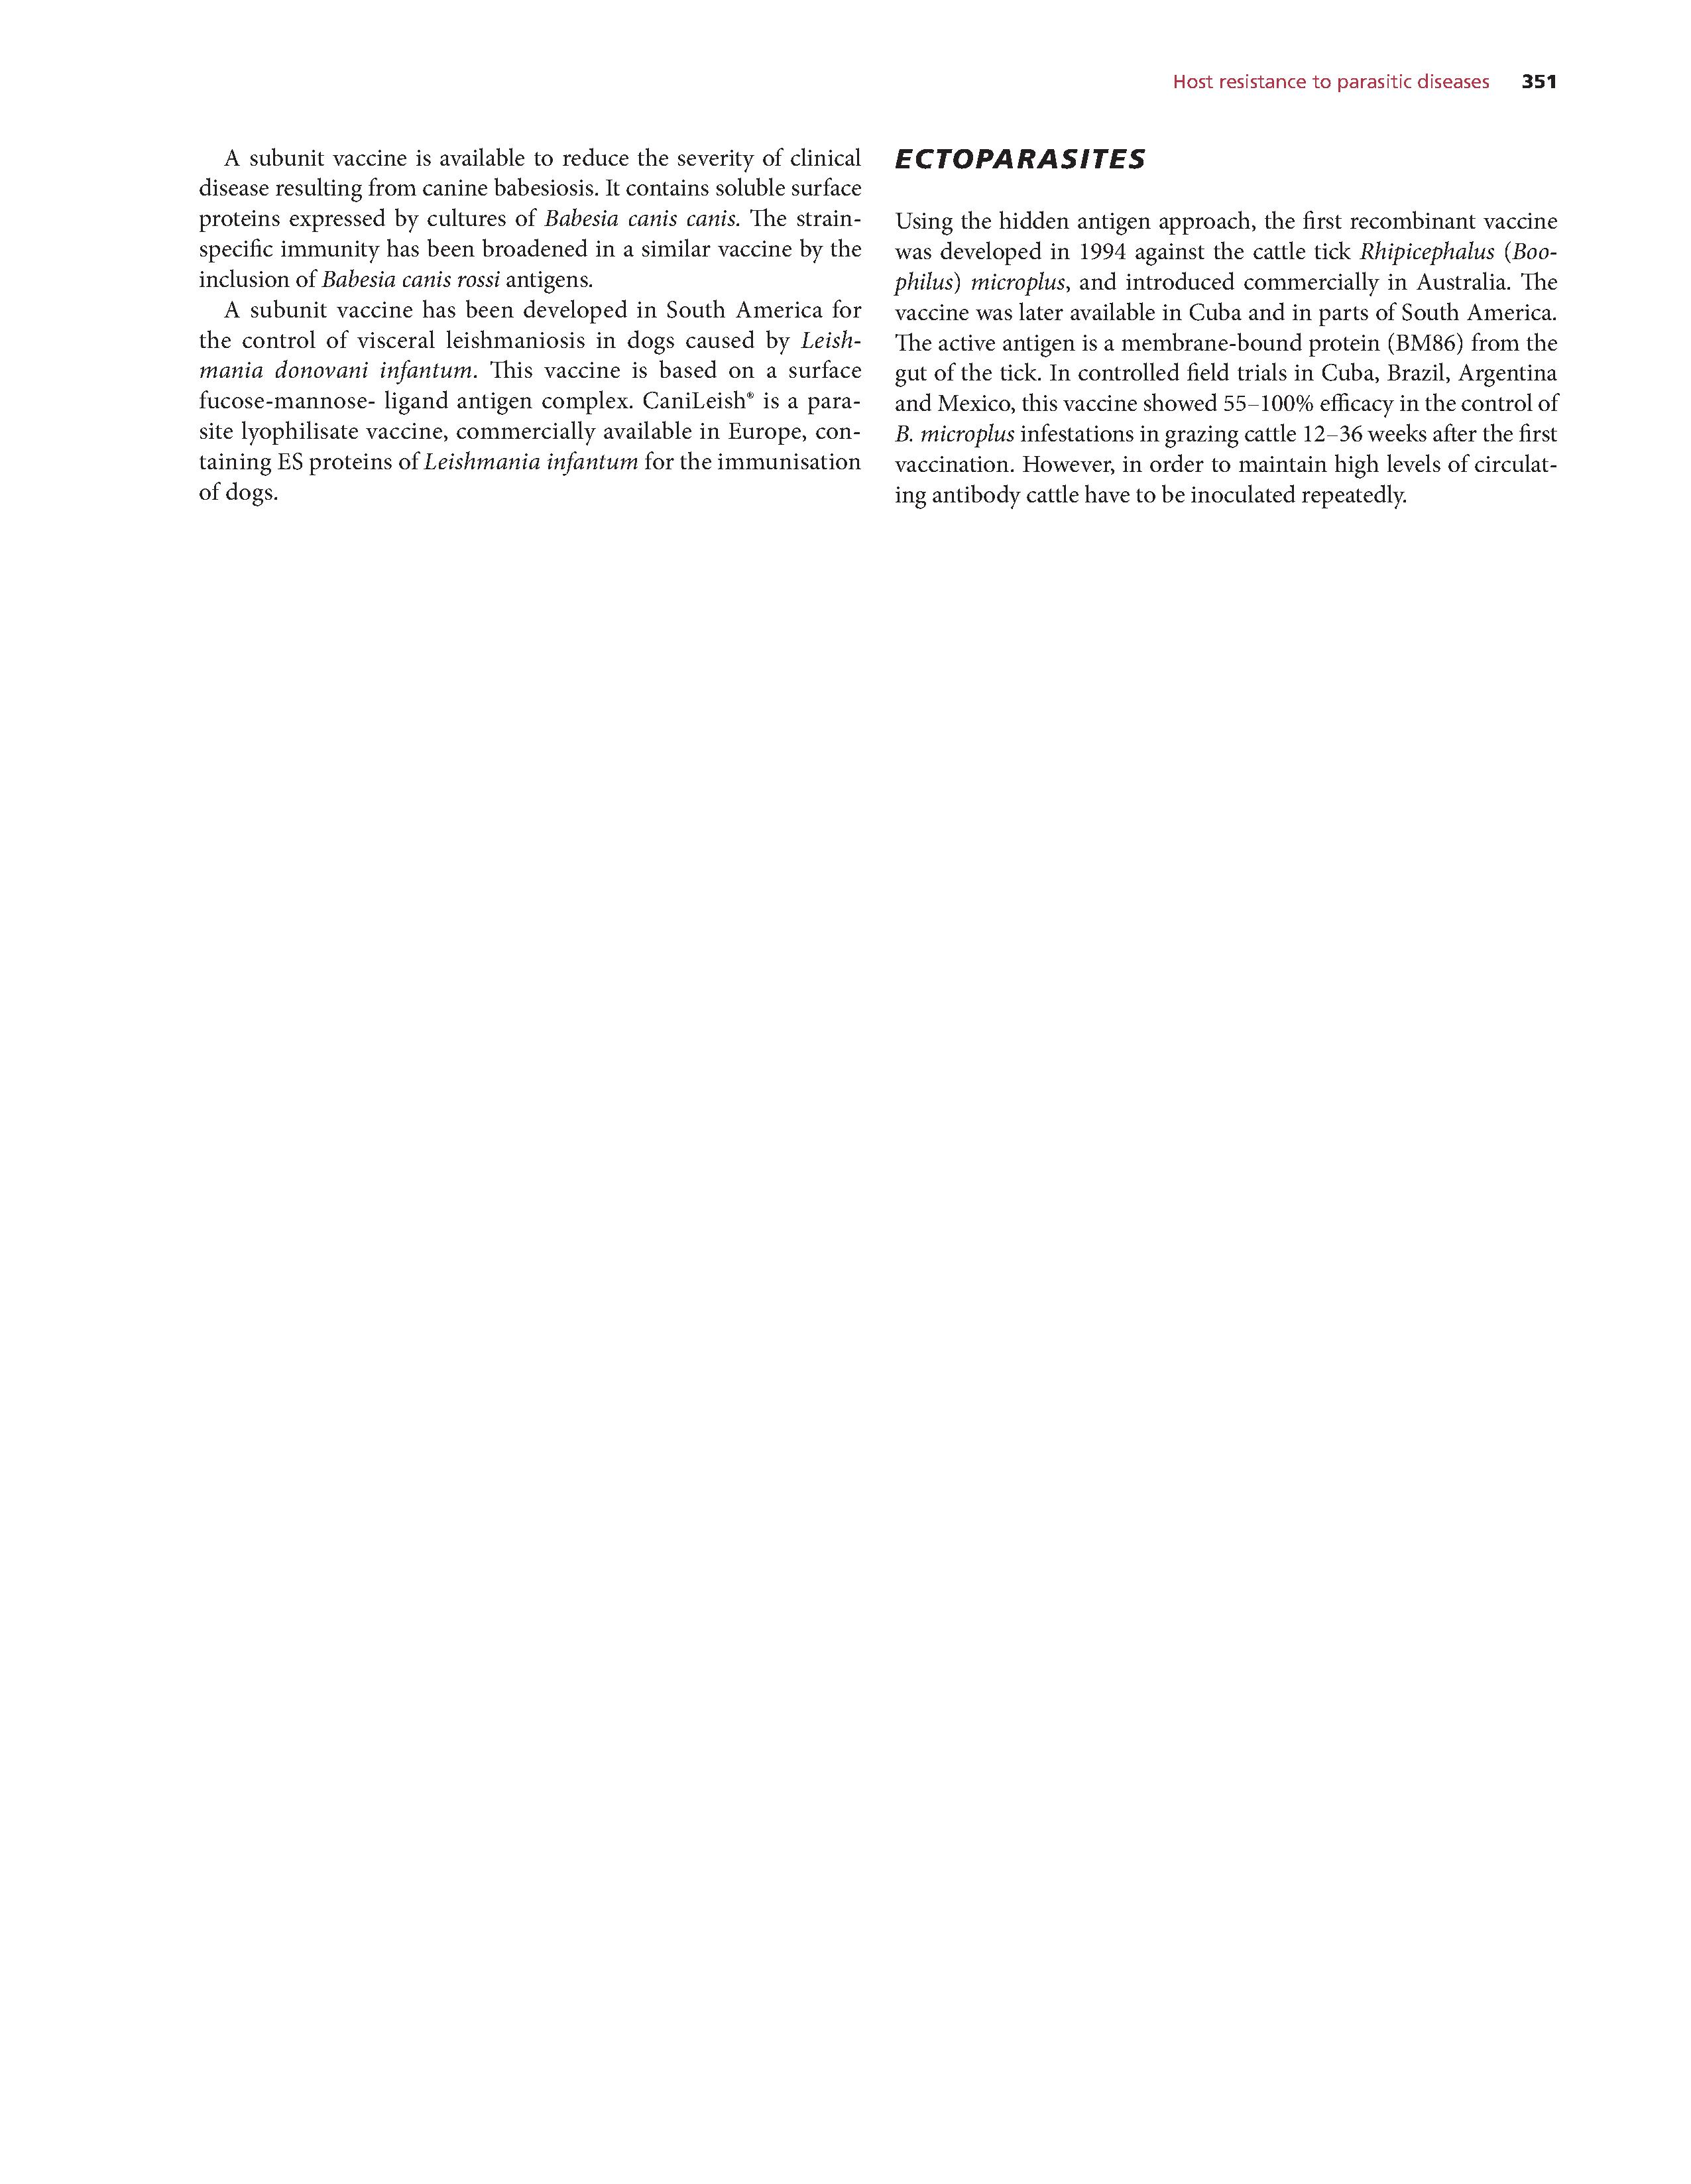 Host resistance to parasitic diseases 351
A subunit vaccine is available to reduce the severity of clinical
disease resulting from canine babesiosis. It contains soluble surface
proteins expressed by cultures of Babesia canis canis. The strain-
specific immunity has been broadened in a similar vaccine by the
inclusion of Babesia canis rossi antigens.
A subunit vaccine has been developed in South America for
the control of visceral leishmaniosis in dogs caused by Leish-
mania donovani infantum. This vaccine is based on a surface
fucose-mannose- ligand antigen complex. CaniLeish® is a para-
site lyophilisate vaccine, commercially available in Europe, con-
taining ES proteins of Leishmania infantum for the immunisation
of dogs.
ECTOPARASITES
Using the hidden antigen approach, the first recombinant vaccine
was developed in 1994 against the cattle tick Rhipicephalus (Boo-
philus) microplus, and introduced commercially in Australia. The
vaccine was later available in Cuba and in parts of South America.
The active antigen is a membrane-bound protein (BM86) from the
gut of the tick. In controlled field trials in Cuba, Brazil, Argentina
and Mexico, this vaccine showed 55–100% efficacy in the control of
B. microplus infestations in grazing cattle 12–36 weeks after the first
vaccination. However, in order to maintain high levels of circulat-
ing antibody cattle have to be inoculated repeatedly.